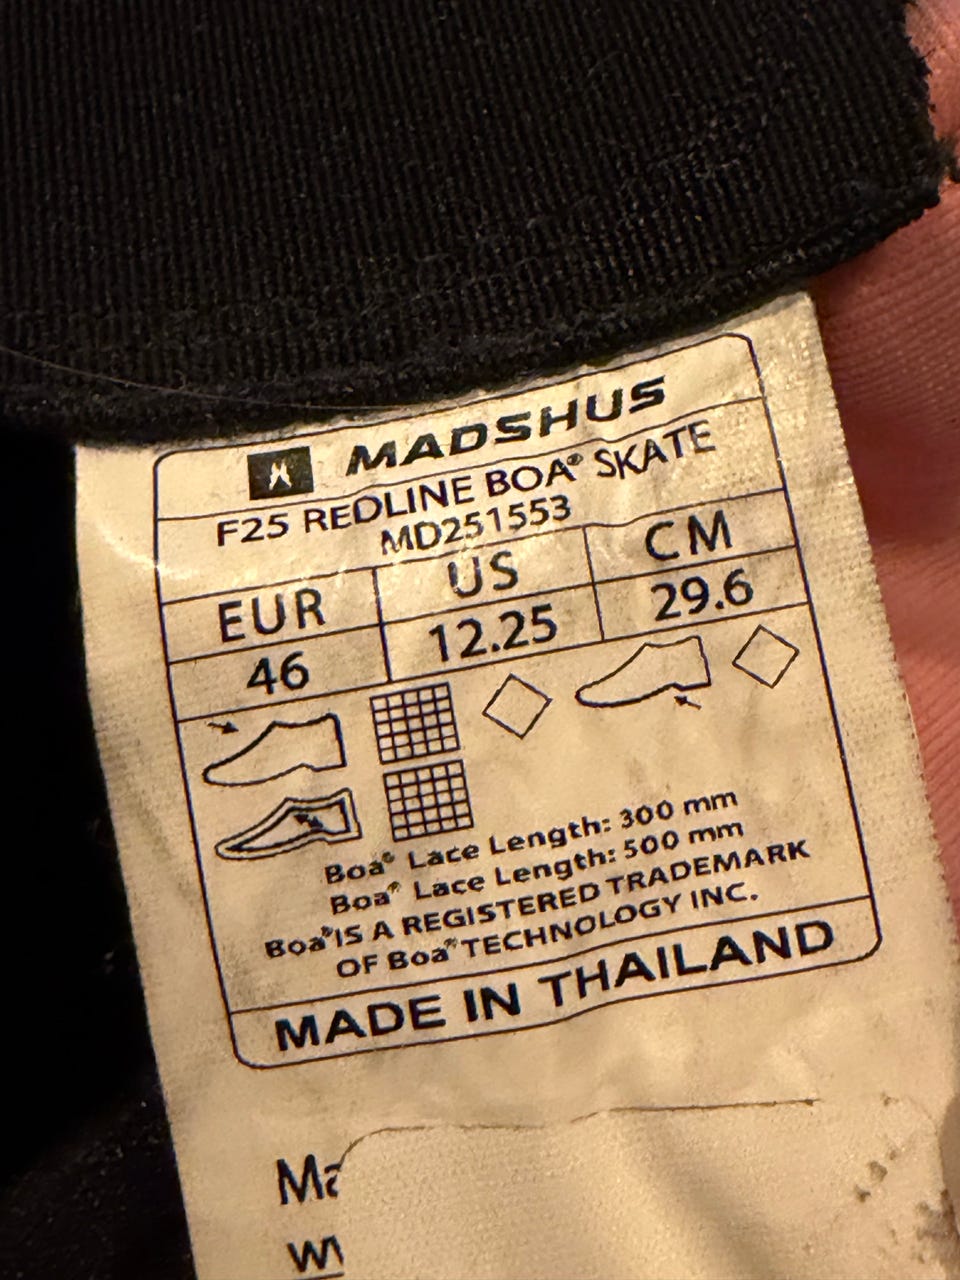 MADSHUS
F25 REDLINE BOA® SKATE
MD251553
EUR US CM
46 12.25 29.6
Boa® Lace Length: 300 mm
Boa® Lace Length: 500 mm
Boa® IS A REGISTERED TRADEMARK
OF Boa® TECHNOLOGY INC.
MADE IN THAILAND